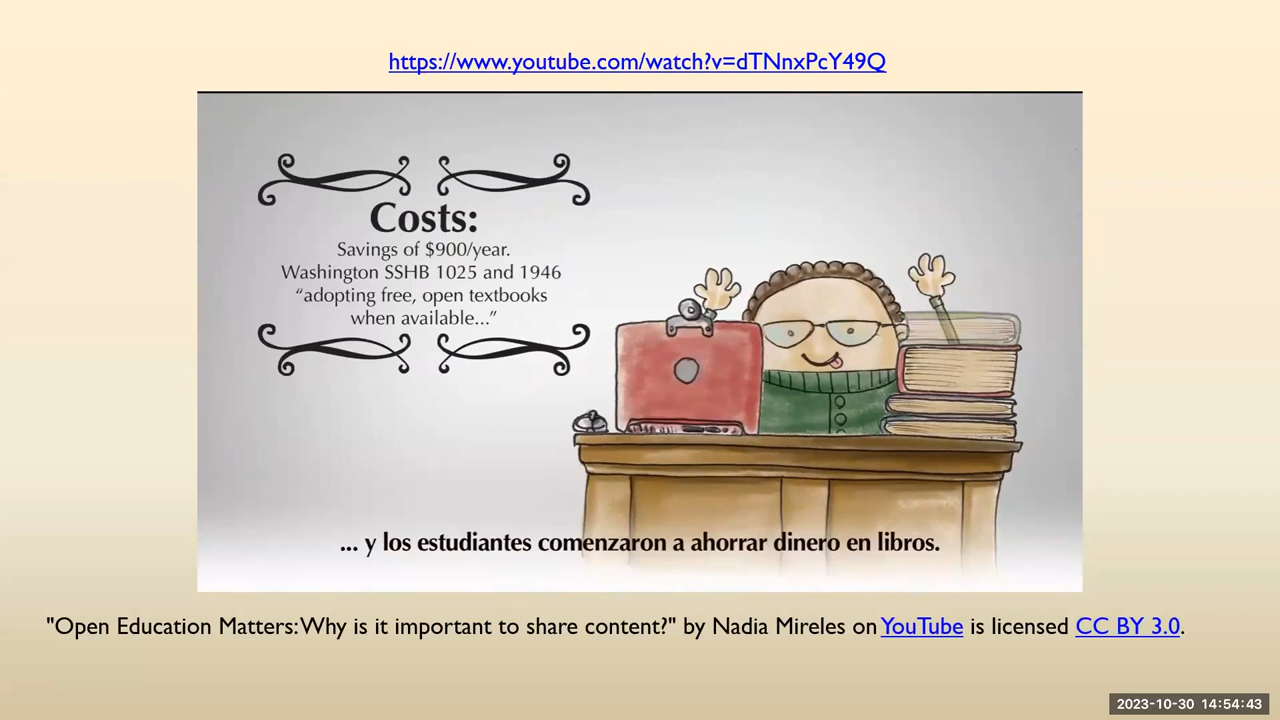 https://www.youtube.com/watch?v=dTNnxPcY49Q
Costs:
Savings of $900/year.
Washington SSHB 1025 and 1946
“adopting free, open textbooks
when available...”
... y los estudiantes comenzaron a ahorrar dinero en libros.
"Open Education Matters: Why is it important to share content?" by Nadia Mireles on YouTube is licensed CC BY 3.0.
2023-10-30 14:54:43